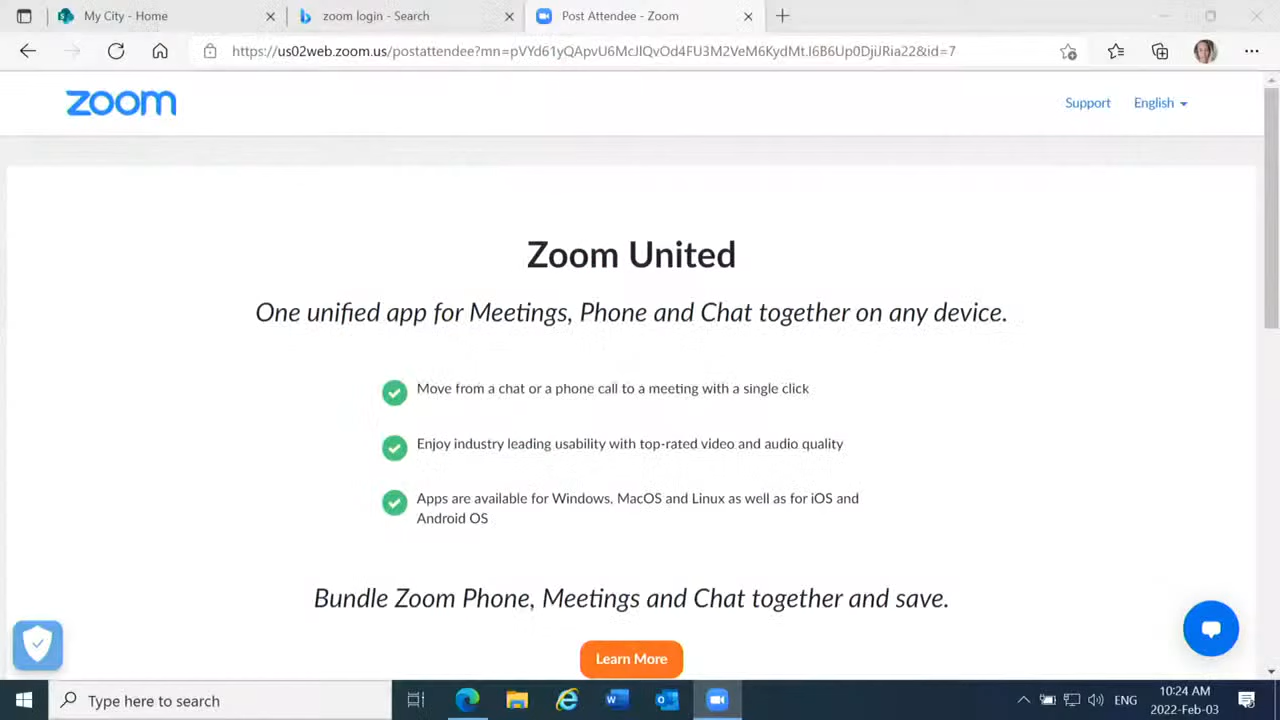 My City - Home
zoom login - Search
Post Attendee - Zoom
https://us02web.zoom.us/postattendee?mn=pVYd61yQApvU6McJlQvOd4FU3M2VeM6KydMt.I6B6Up0DjiJRia22&id=7
zoom
Support
English
Zoom United
One unified app for Meetings, Phone and Chat together on any device.
Move from a chat or a phone call to a meeting with a single click
Enjoy industry leading usability with top-rated video and audio quality
Apps are available for Windows, MacOS and Linux as well as for iOS and
Android OS
Bundle Zoom Phone, Meetings and Chat together and save.
Learn More
Type here to search
ENG
10:24 AM
2022-Feb-03